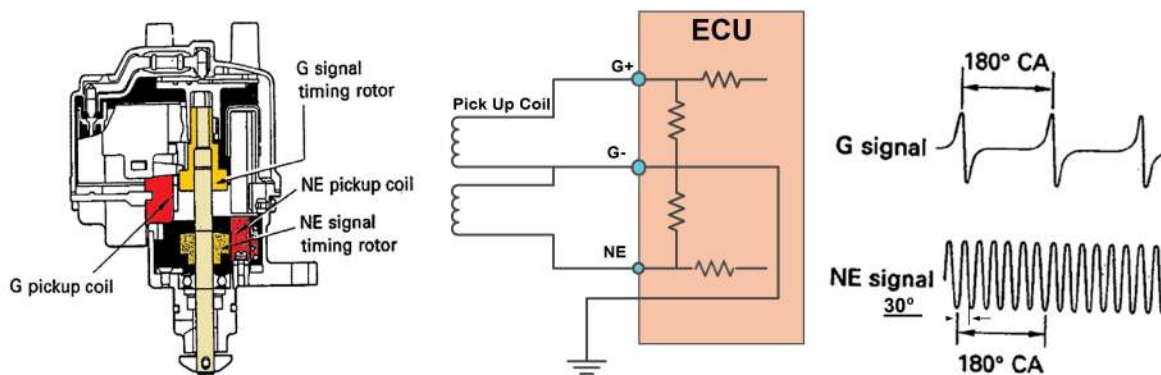 G signal
timing rotor
NE pickup coil
NE signal
timing rotor
G pickup coil
ECU
G+
Pick Up Coil
G-
NE
180° CA
G signal
NE signal
30°
180° CA